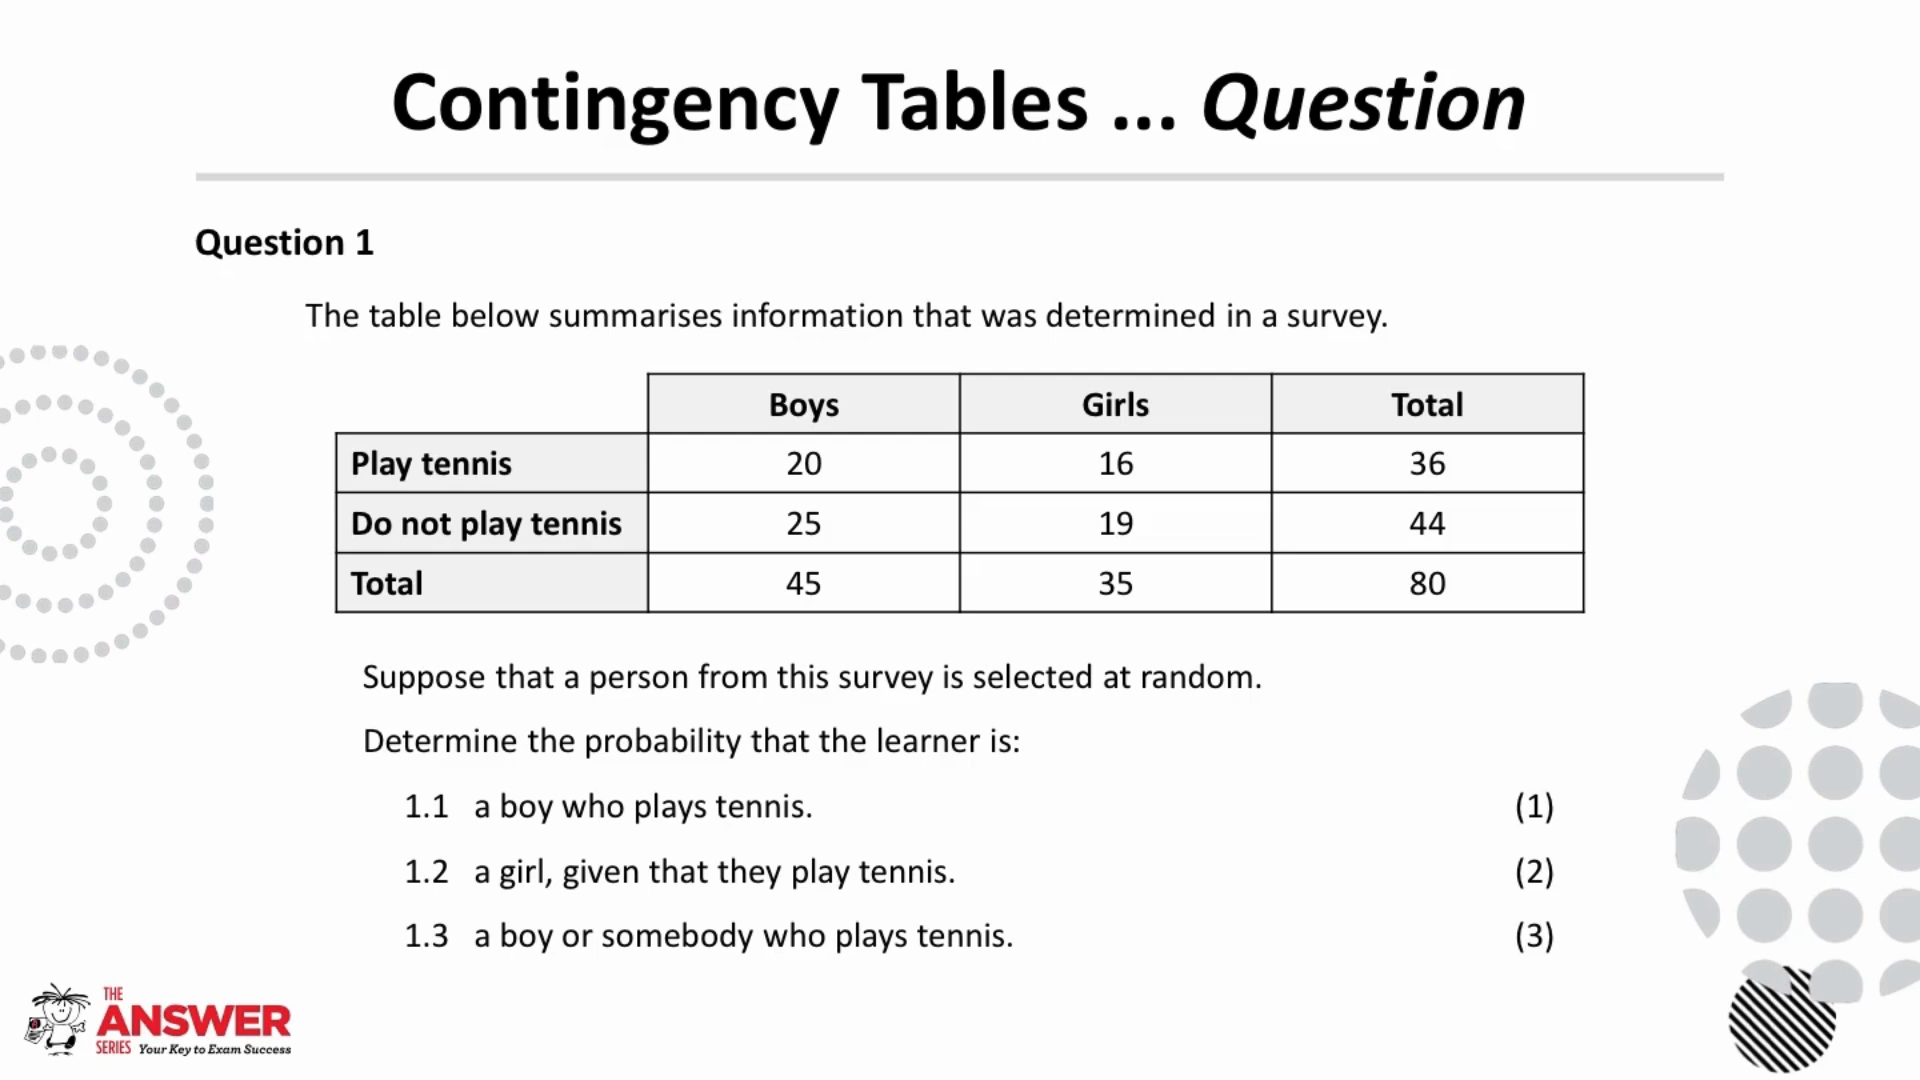 Contingency Tables ... Question
Question 1
The table below summarises information that was determined in a survey.
Boys Girls Total
Play tennis 20 16 36
Do not play tennis 25 19 44
Total 45 35 80
Suppose that a person from this survey is selected at random.
Determine the probability that the learner is:
1.1 a boy who plays tennis. (1)
1.2 a girl, given that they play tennis. (2)
1.3 a boy or somebody who plays tennis. (3)
THE
ANSWER
SERIES Your Key to Exam Success